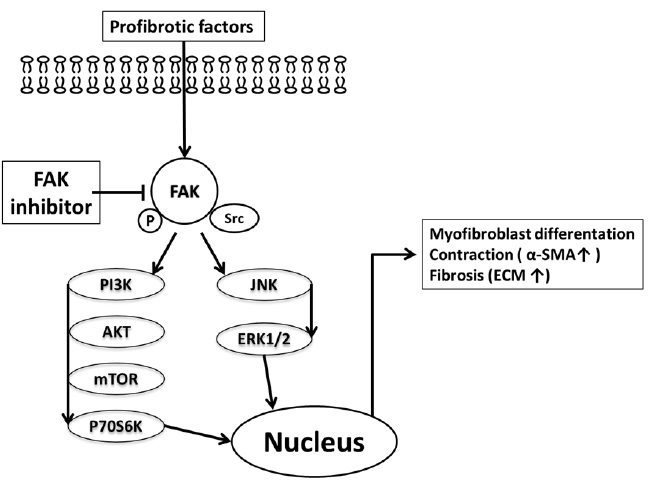 Profibrotic factors
FAK
inhibitor
FAK
P
Src
PI3K
JNK
AKT
ERK1/2
mTOR
P70S6K
Nucleus
Myofibroblast differentation
Contraction ( α-SMA↑ )
Fibrosis (ECM ↑)